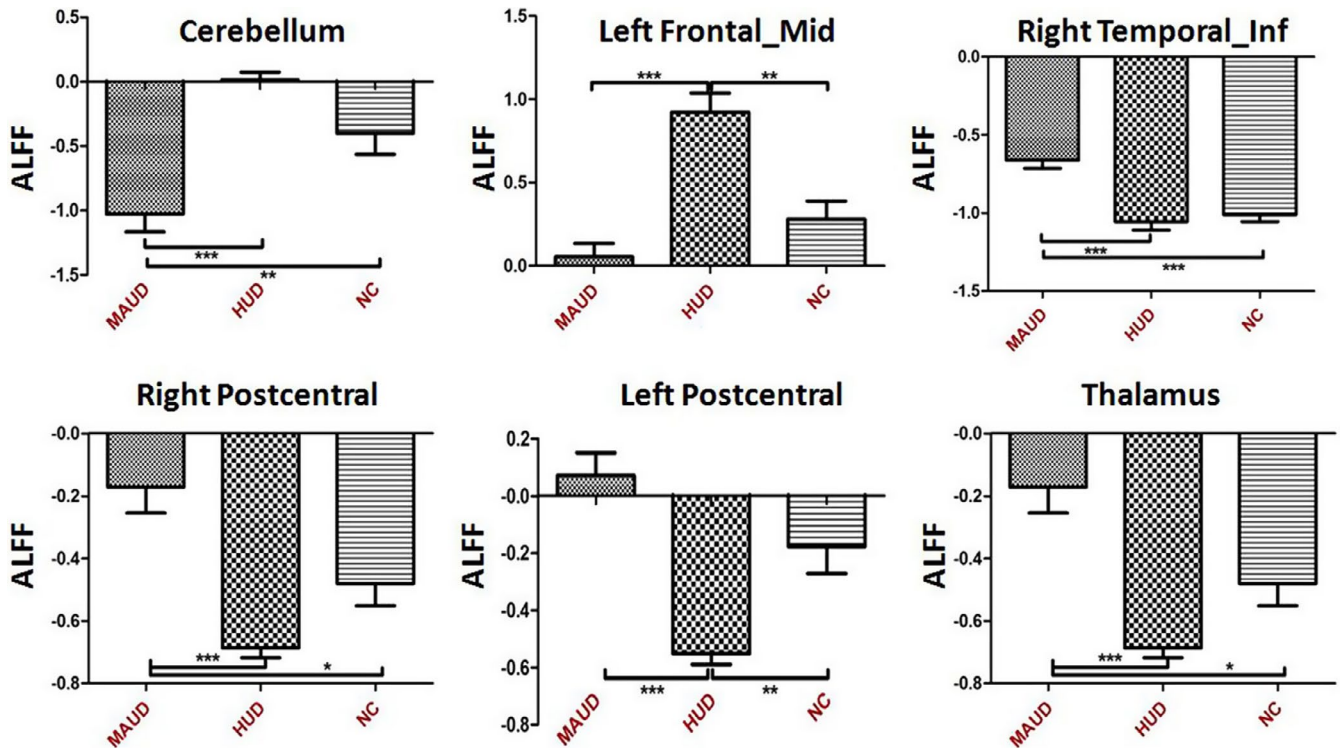 Cerebellum
ALFF
0.5
0.0
-0.5
-1.0
-1.5
***
**
MAUD
HUD
NC
Left Frontal_Mid
ALFF
1.5
1.0
0.5
0.0
***
**
MAUD
HUD
NC
Right Temporal_Inf
ALFF
0.0
-0.5
-1.0
-1.5
***
***
MAUD
HUD
NC
Right Postcentral
ALFF
-0.0
-0.2
-0.4
-0.6
-0.8
***
*
MAUD
HUD
NC
Left Postcentral
ALFF
0.2
-0.0
-0.2
-0.4
-0.6
-0.8
***
**
MAUD
HUD
NC
Thalamus
ALFF
-0.0
-0.2
-0.4
-0.6
-0.8
***
*
MAUD
HUD
NC